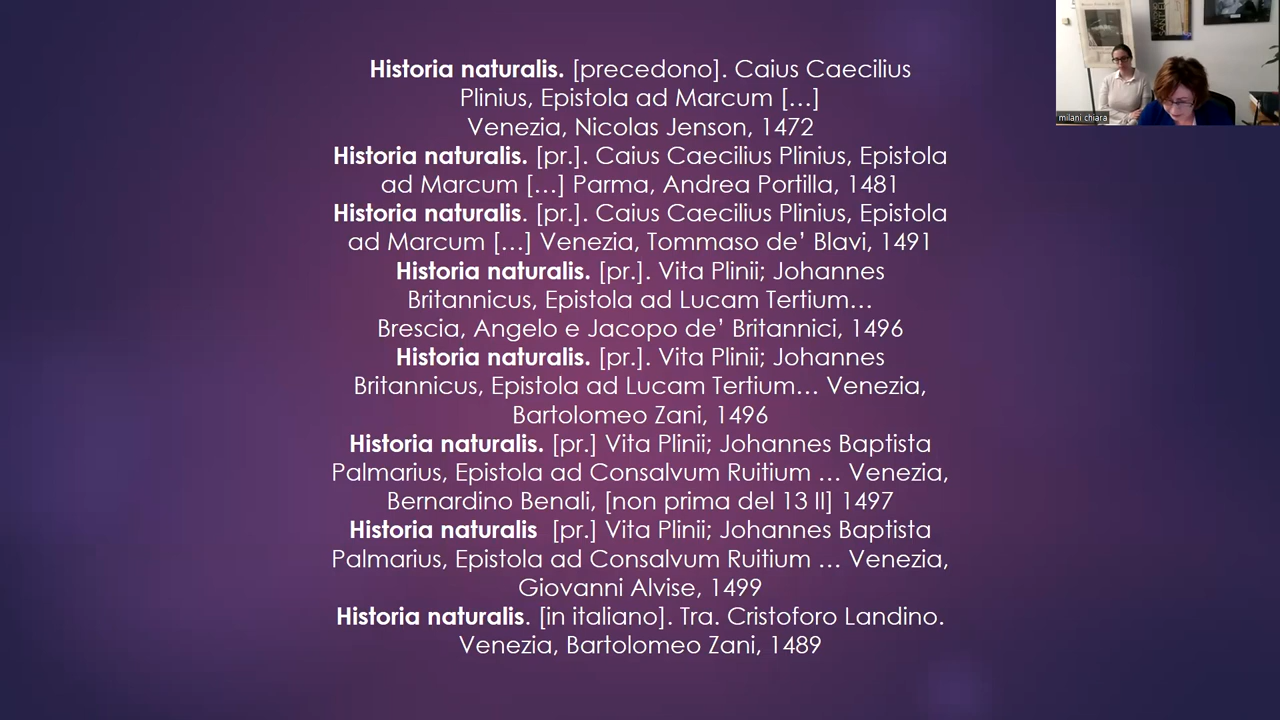 Historia naturalis. [precedono]. Caius Caecilius
Plinius, Epistola ad Marcum [...]
Venezia, Nicolas Jenson, 1472
Historia naturalis. [pr.]. Caius Caecilius Plinius, Epistola
ad Marcum [...] Parma, Andrea Portilla, 1481
Historia naturalis. [pr.]. Caius Caecilius Plinius, Epistola
ad Marcum [...] Venezia, Tommaso de’ Blavi, 1491
Historia naturalis. [pr.]. Vita Plinii; Johannes
Britannicus, Epistola ad Lucam Tertium…
Brescia, Angelo e Jacopo de’ Britannici, 1496
Historia naturalis. [pr.]. Vita Plinii; Johannes
Britannicus, Epistola ad Lucam Tertium… Venezia,
Bartolomeo Zani, 1496
Historia naturalis. [pr.] Vita Plinii; Johannes Baptista
Palmarius, Epistola ad Consalvum Ruitium … Venezia,
Bernardino Benali, [non prima del 13 II] 1497
Historia naturalis [pr.] Vita Plinii; Johannes Baptista
Palmarius, Epistola ad Consalvum Ruitium … Venezia,
Giovanni Alvise, 1499
Historia naturalis. [in italiano]. Tra. Cristoforo Landino.
Venezia, Bartolomeo Zani, 1489
milani chiara